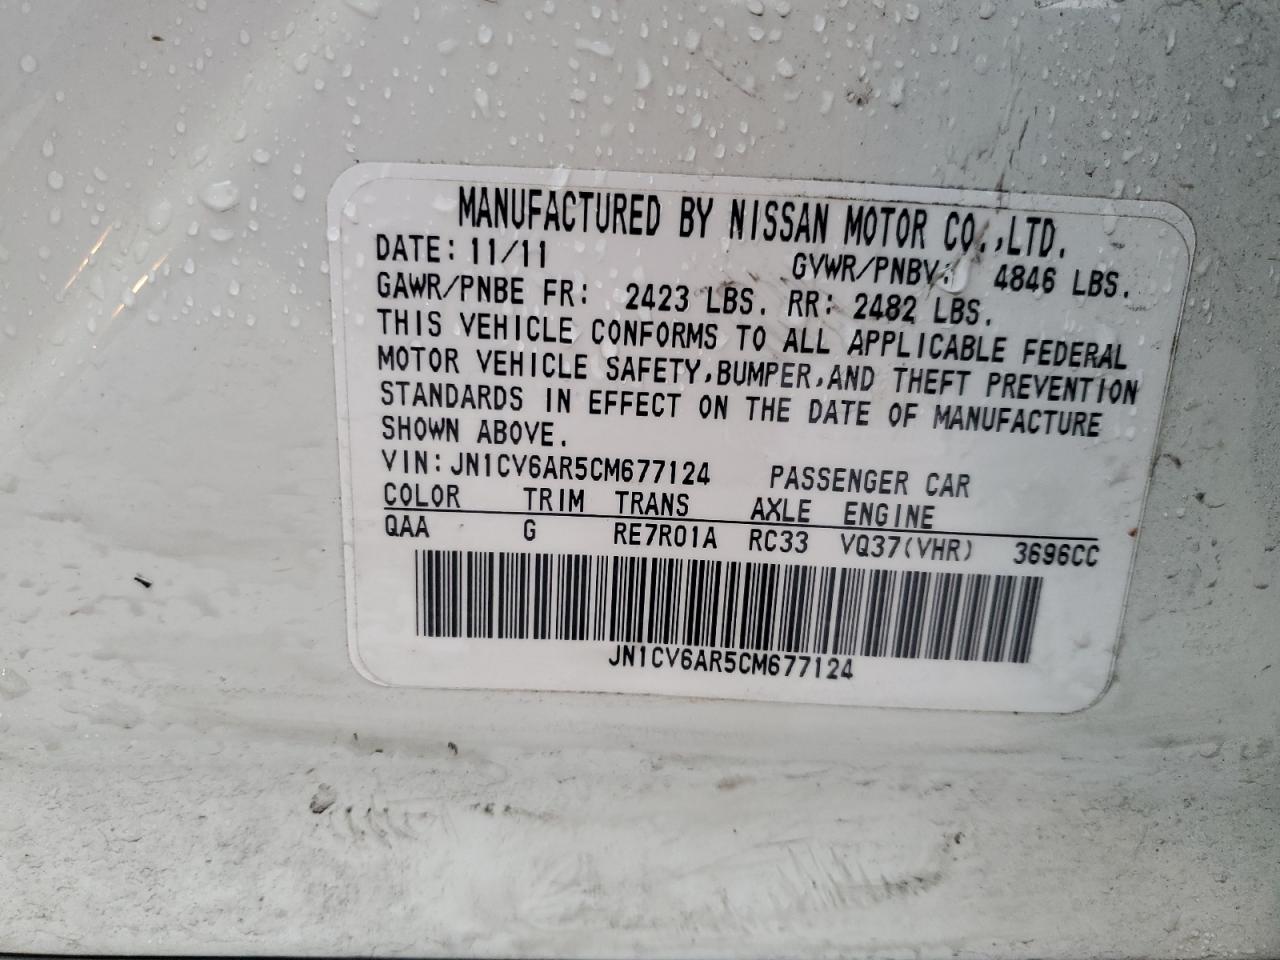 MANUFACTURED BY NISSAN MOTOR CO.,LTD.
DATE: 11/11 GVWR/PNBV: 4846 LBS.
GAWR/PNBE FR: 2423 LBS. RR: 2482 LBS.
THIS VEHICLE CONFORMS TO ALL APPLICABLE FEDERAL
MOTOR VEHICLE SAFETY,BUMPER,AND THEFT PREVENTION
STANDARDS IN EFFECT ON THE DATE OF MANUFACTURE
SHOWN ABOVE.
VIN:JN1CV6AR5CM677124 PASSENGER CAR
COLOR TRIM TRANS AXLE ENGINE
QAA G RE7R01A RC33 VQ37(VHR) 3696CC
JN1CV6AR5CM677124